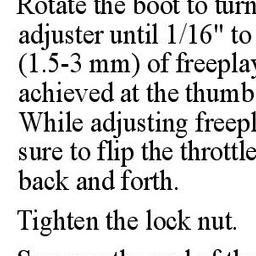 Rotate the boot to turn
adjuster until 1/16" to
(1.5-3 mm) of freeplay
achieved at the thumb
While adjusting freepl
sure to flip the throttle
back and forth.
Tighten the lock nut.